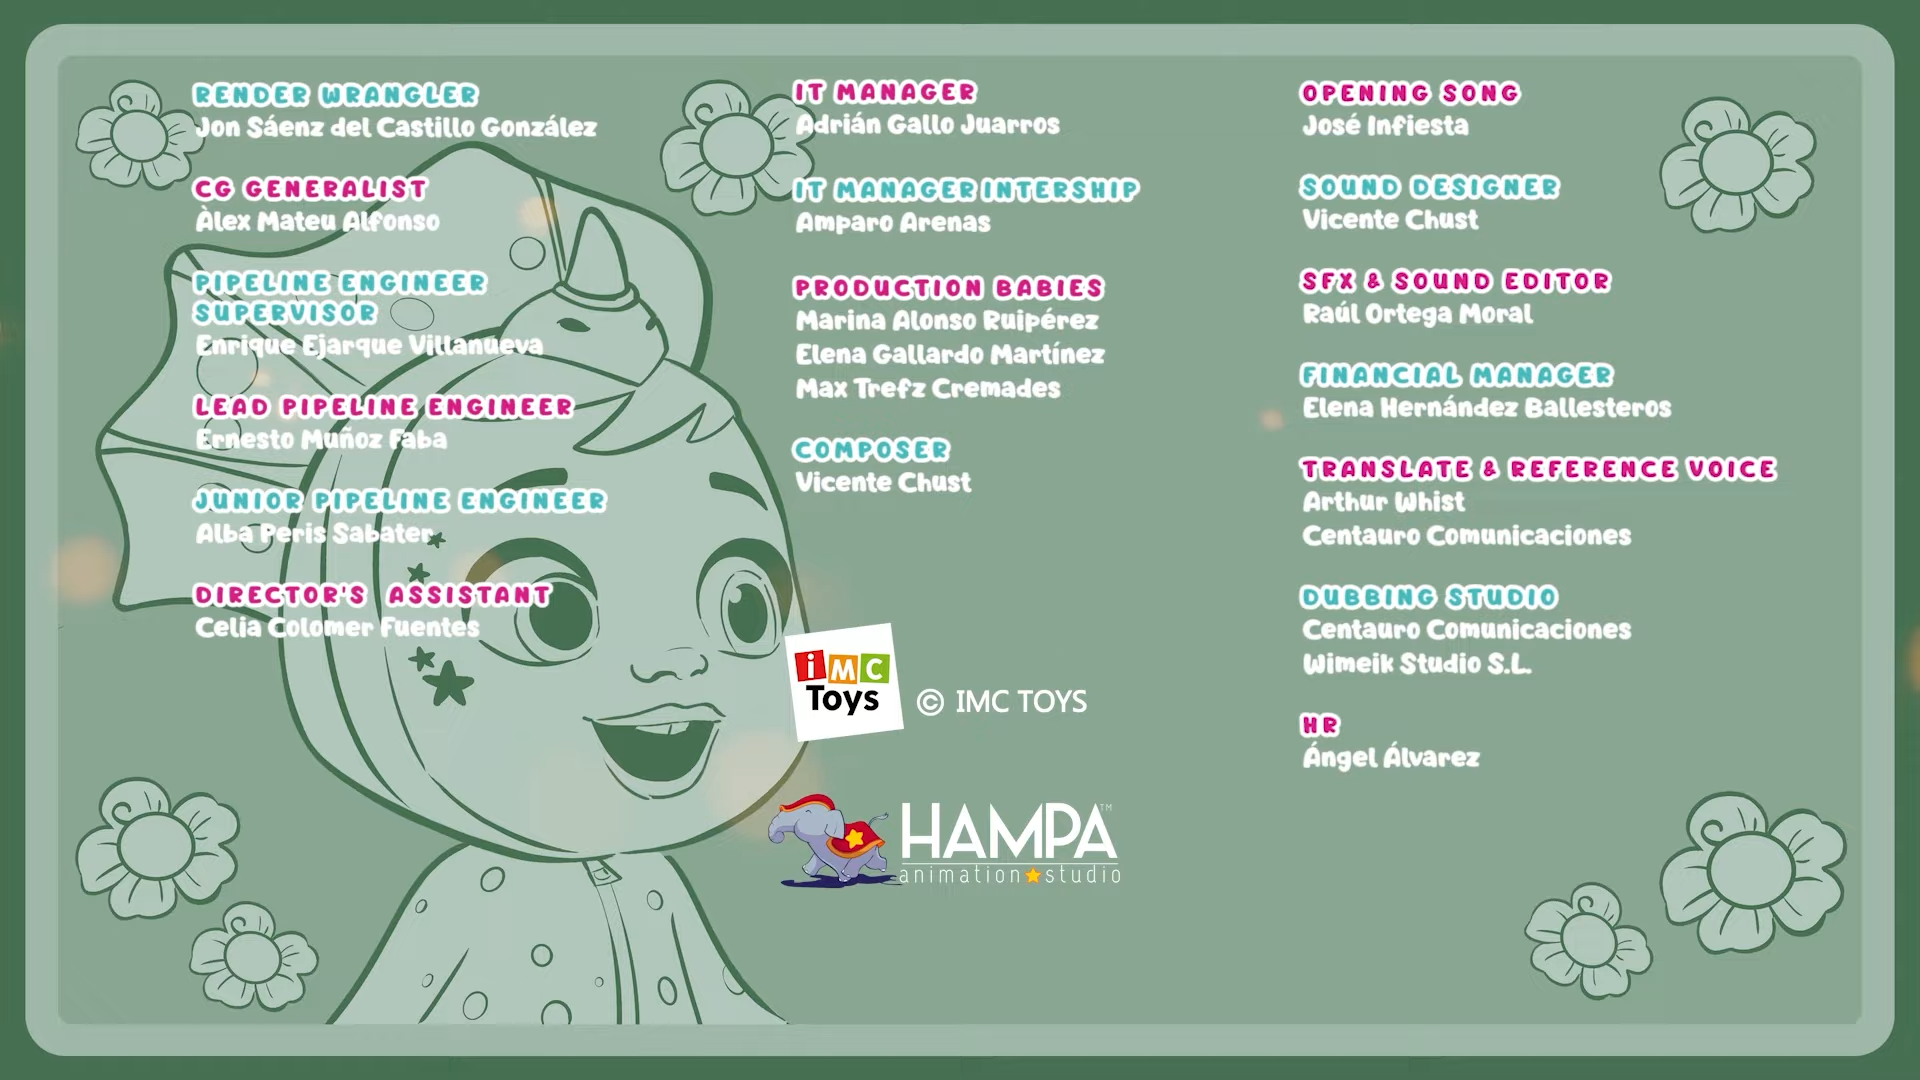 RENDER WRANGLER
Jon Sáenz del Castillo González
CG GENERALIST
Àlex Mateu Alfonso
PIPELINE ENGINEER
SUPERVISOR
Enrique Ejarque Villanueva
LEAD PIPELINE ENGINEER
Ernesto Muñoz Faba
JUNIOR PIPELINE ENGINEER
Alba Peris Sabater
DIRECTOR'S ASSISTANT
Celia Colomer Fuentes
IT MANAGER
Adrián Gallo Juarros
IT MANAGER INTERSHIP
Amparo Arenas
PRODUCTION BABIES
Marina Alonso Ruipérez
Elena Gallardo Martínez
Max Trefz Cremades
COMPOSER
Vicente Chust
iMC
Toys
© IMC TOYS
HAMPA™
animation studio
OPENING SONG
José Infiesta
SOUND DESIGNER
Vicente Chust
SFX & SOUND EDITOR
Raúl Ortega Moral
FINANCIAL MANAGER
Elena Hernández Ballesteros
TRANSLATE & REFERENCE VOICE
Arthur Whist
Centauro Comunicaciones
DUBBING STUDIO
Centauro Comunicaciones
Wimeik Studio S.L.
HR
Ángel Álvarez